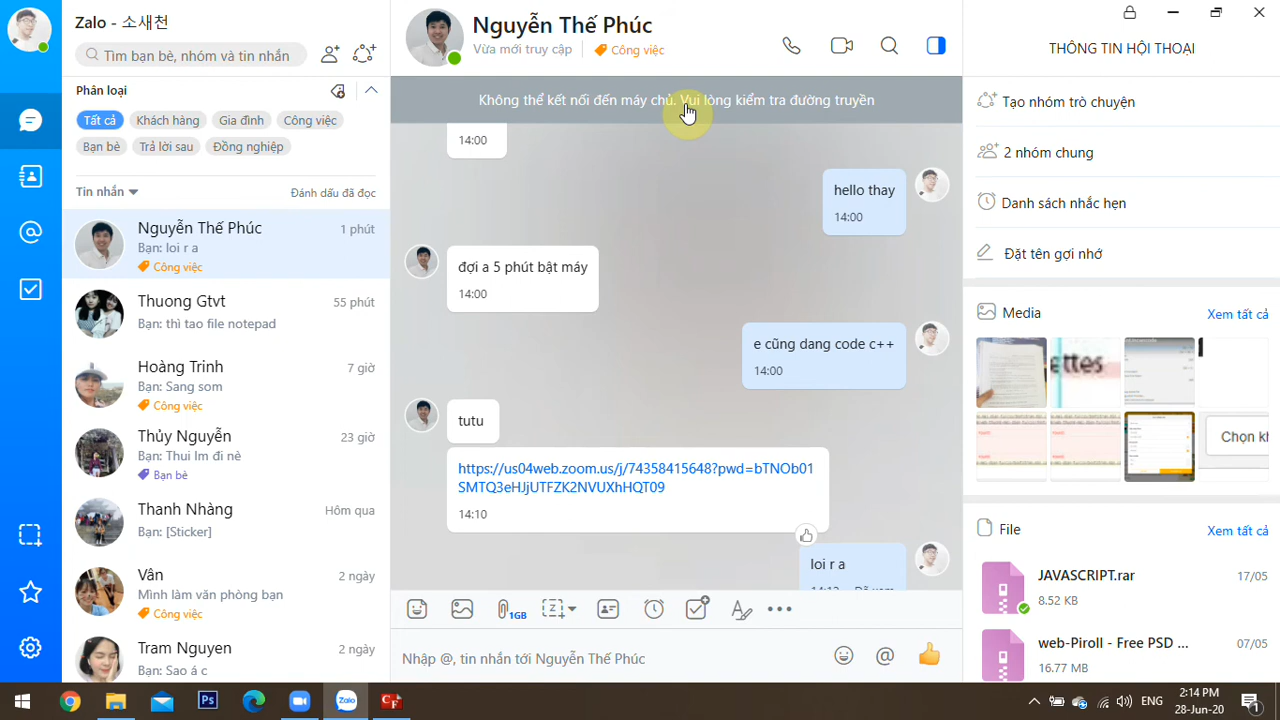 Zalo - 소새천
Tìm bạn bè, nhóm và tin nhắn
Phân loại
Tất cả
Khách hàng
Gia đình
Công việc
Bạn bè
Trả lời sau
Đồng nghiệp
Tin nhắn
Đánh dấu đã đọc
Nguyễn Thế Phúc
1 phút
Bạn: loi r a
Công việc
Thuong Gtvt
55 phút
Bạn: thì tao file notepad
Hoàng Trinh
7 giờ
Bạn: Sang som
Công việc
Thủy Nguyễn
23 giờ
Bạn: Thui lm đi nè
Bạn bè
Thanh Nhàng
Hôm qua
Bạn: [Sticker]
Vân
2 ngày
Mình làm văn phòng bạn
Công việc
Tram Nguyen
2 ngày
Bạn: Sao á c
Nguyễn Thế Phúc
Vừa mới truy cập
Công việc
Không thể kết nối đến máy chủ. Vui lòng kiểm tra đường truyền
14:00
hello thay
14:00
đợi a 5 phút bật máy
14:00
e cũng dang code c++
14:00
tutu
https://us04web.zoom.us/j/74358415648?pwd=bTNOb01
SMTQ3eHJjUTFZK2NVUXhHQT09
14:10
loi r a
1GB
Nhập @, tin nhắn tới Nguyễn Thế Phúc
THÔNG TIN HỘI THOẠI
Tạo nhóm trò chuyện
2 nhóm chung
Danh sách nhắc hẹn
Đặt tên gợi nhớ
Media
Xem tất cả
ettes
Chọn kh
File
Xem tất cả
JAVASCRIPT.rar
17/05
8.52 KB
web-Piroll - Free PSD ...
07/05
16.77 MB
Ps
Zalo
CF
ENG
2:14 PM
28-Jun-20
1